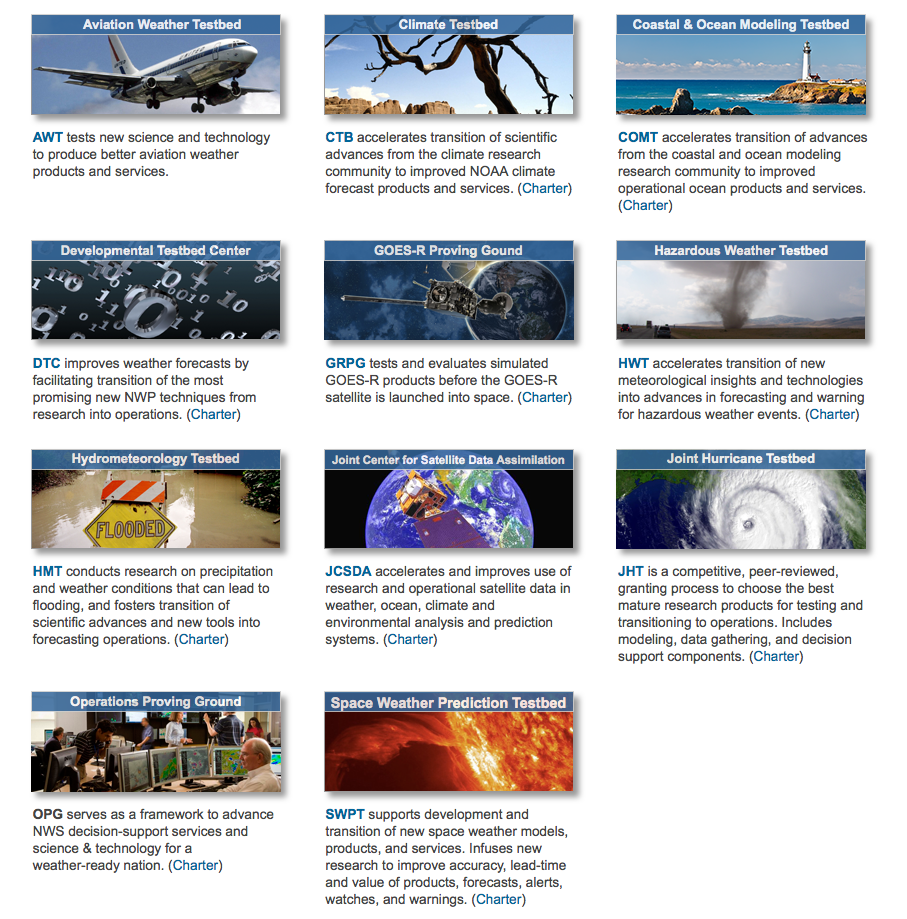 Aviation Weather Testbed
AWT tests new science and technology
to produce better aviation weather
products and services.
Climate Testbed
CTB accelerates transition of scientific
advances from the climate research
community to improved NOAA climate
forecast products and services. (Charter)
Coastal & Ocean Modeling Testbed
COMT accelerates transition of advances
from the coastal and ocean modeling
research community to improved
operational ocean products and services.
(Charter)
Developmental Testbed Center
DTC improves weather forecasts by
facilitating transition of the most
promising new NWP techniques from
research into operations. (Charter)
GOES-R Proving Gound
GRPG tests and evaluates simulated
GOES-R products before the GOES-R
satellite is launched into space. (Charter)
Hazardous Weather Testbed
HWT accelerates transition of new
meteorological insights and technologies
into advances in forecasting and warning
for hazardous weather events. (Charter)
Hydrometeorology Testbed
FLOODED
HMT conducts research on precipitation
and weather conditions that can lead to
flooding, and fosters transition of
scientific advances and new tools into
forecasting operations. (Charter)
Joint Center for Satellite Data Assimilation
JCSDA accelerates and improves use of
research and operational satellite data in
weather, ocean, climate and
environmental analysis and prediction
systems. (Charter)
Joint Hurricane Testbed
JHT is a competitive, peer-reviewed,
granting process to choose the best
mature research products for testing and
transitioning to operations. Includes
modeling, data gathering, and decision
support components. (Charter)
Operations Proving Ground
OPG serves as a framework to advance
NWS decision-support services and
science & technology for a
weather-ready nation. (Charter)
Space Weather Prediction Testbed
SWPT supports development and
transition of new space weather models,
products, and services. Infuses new
research to improve accuracy, lead-time
and value of products, forecasts, alerts,
watches, and warnings. (Charter)